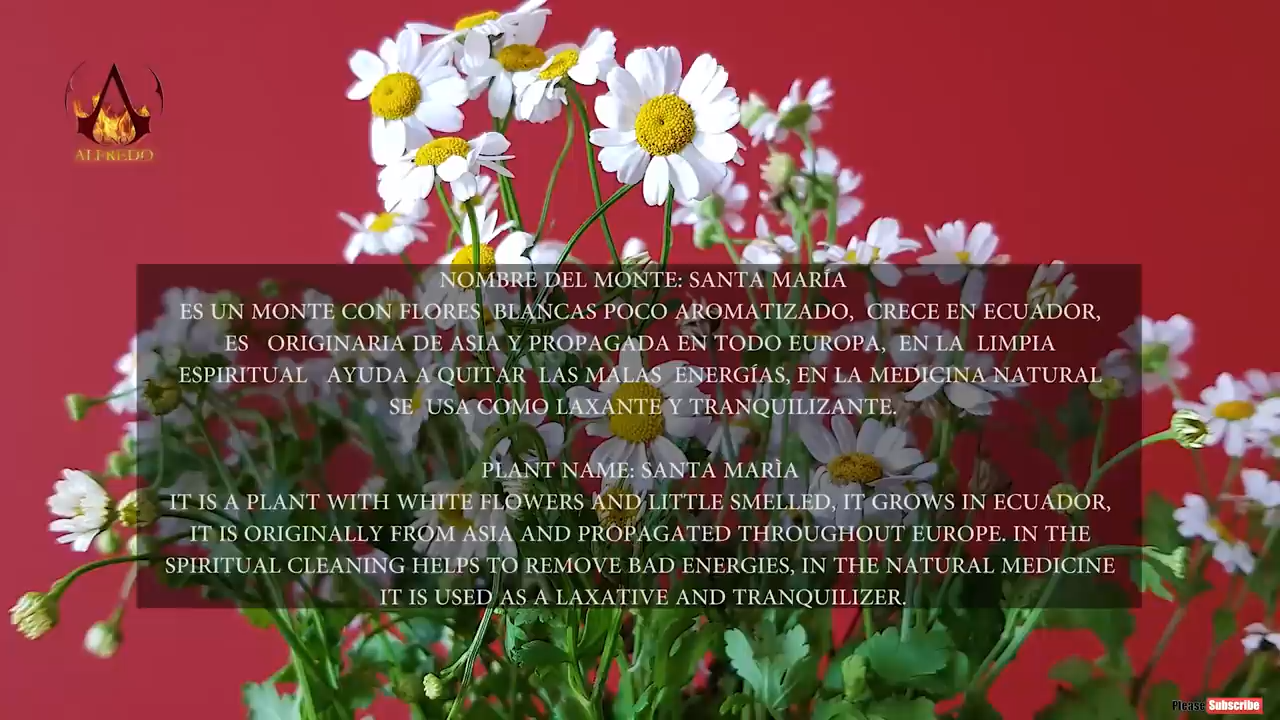 ALFREDO
NOMBRE DEL MONTE: SANTA MARÍA
ES UN MONTE CON FLORES BLANCAS POCO AROMATIZADO, CRECE EN ECUADOR,
ES ORIGINARIA DE ASIA Y PROPAGADA EN TODO EUROPA, EN LA LIMPIA
ESPIRITUAL AYUDA A QUITAR LAS MALAS ENERGÍAS, EN LA MEDICINA NATURAL
SE USA COMO LAXANTE Y TRANQUILIZANTE.
PLANT NAME: SANTA MARÌA
IT IS A PLANT WITH WHITE FLOWERS AND LITTLE SMELLED, IT GROWS IN ECUADOR,
IT IS ORIGINALLY FROM ASIA AND PROPAGATED THROUGHOUT EUROPE. IN THE
SPIRITUAL CLEANING HELPS TO REMOVE BAD ENERGIES, IN THE NATURAL MEDICINE
IT IS USED AS A LAXATIVE AND TRANQUILIZER.
Please Subscribe